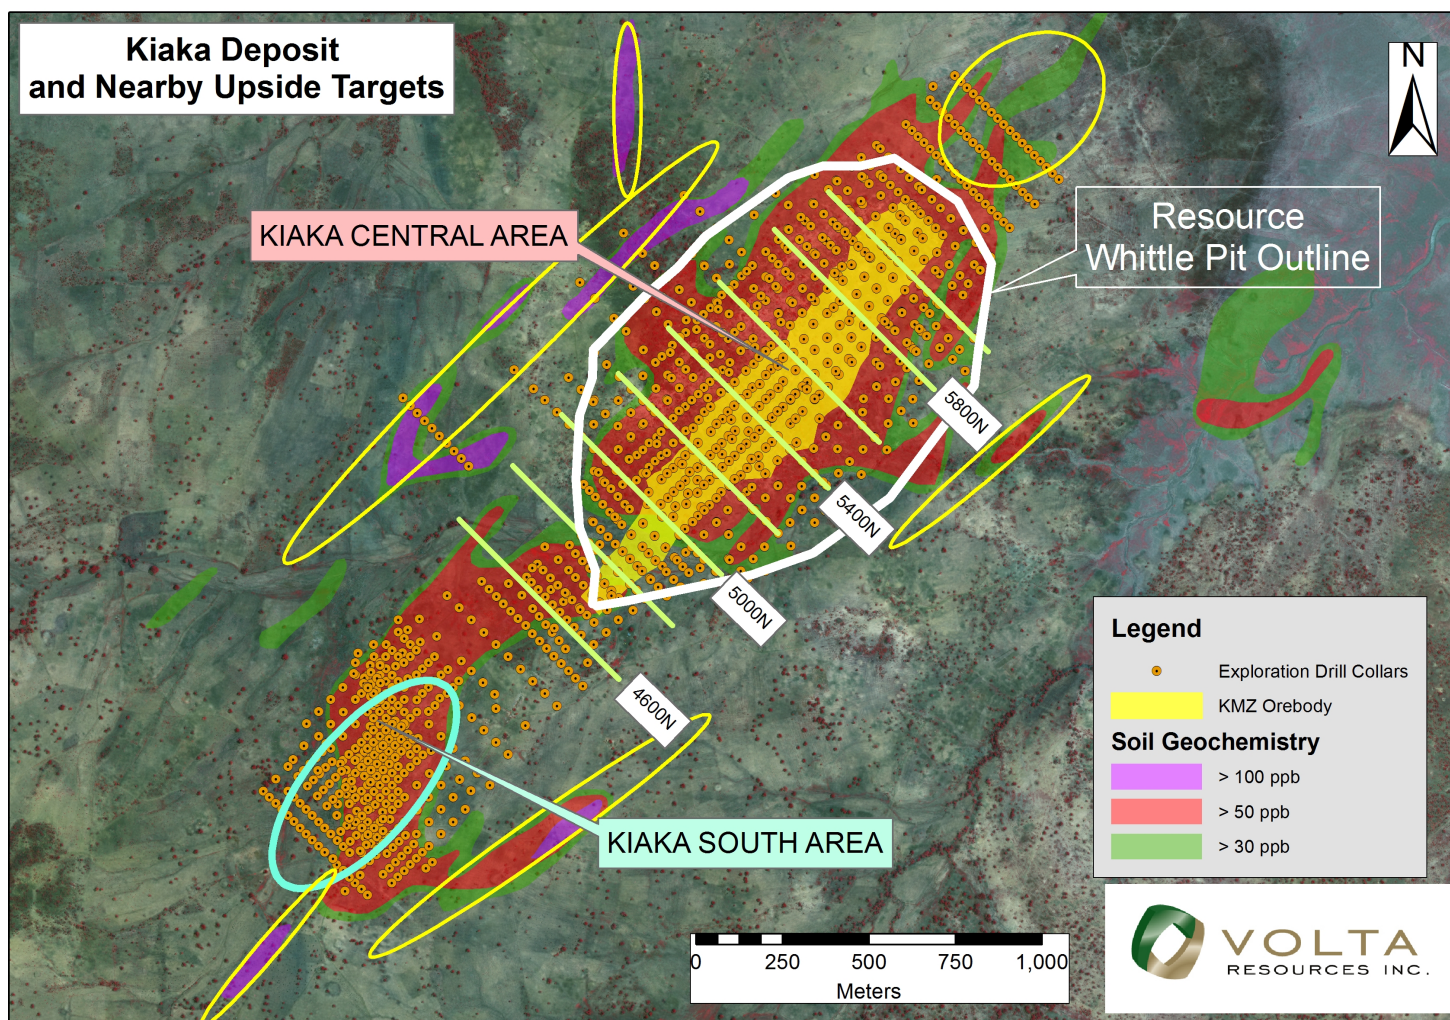 Kiaka Deposit
and Nearby Upside Targets
N
KIAKA CENTRAL AREA
Resource
Whittle Pit Outline
5800N
5400N
5000N
4600N
KIAKA SOUTH AREA
Legend
Exploration Drill Collars
KMZ Orebody
Soil Geochemistry
> 100 ppb
> 50 ppb
> 30 ppb
0 250 500 750 1,000
Meters
VOLTA
RESOURCES INC.